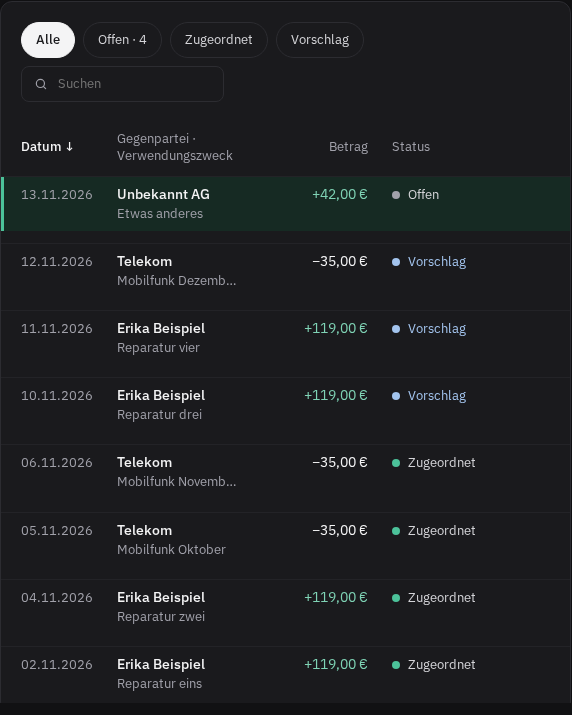 Alle Offen · 4 Zugeordnet Vorschlag
Suchen
Datum ↓ Gegenpartei · Verwendungszweck Betrag Status
13.11.2026 Unbekannt AG +42,00 € Offen
Etwas anderes
12.11.2026 Telekom −35,00 € Vorschlag
Mobilfunk Dezemb…
11.11.2026 Erika Beispiel +119,00 € Vorschlag
Reparatur vier
10.11.2026 Erika Beispiel +119,00 € Vorschlag
Reparatur drei
06.11.2026 Telekom −35,00 € Zugeordnet
Mobilfunk Novemb…
05.11.2026 Telekom −35,00 € Zugeordnet
Mobilfunk Oktober
04.11.2026 Erika Beispiel +119,00 € Zugeordnet
Reparatur zwei
02.11.2026 Erika Beispiel +119,00 € Zugeordnet
Reparatur eins